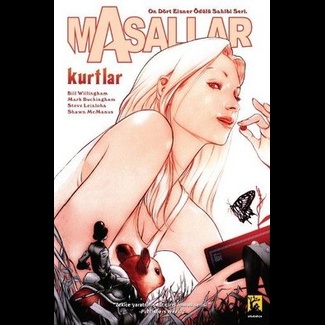 On Dört Eisner Ödülü Sahibi Seri.
MASALLAR
kurtlar
Bill Willingham
Mark Buckingham
Steve Leialoha
Shawn McManus